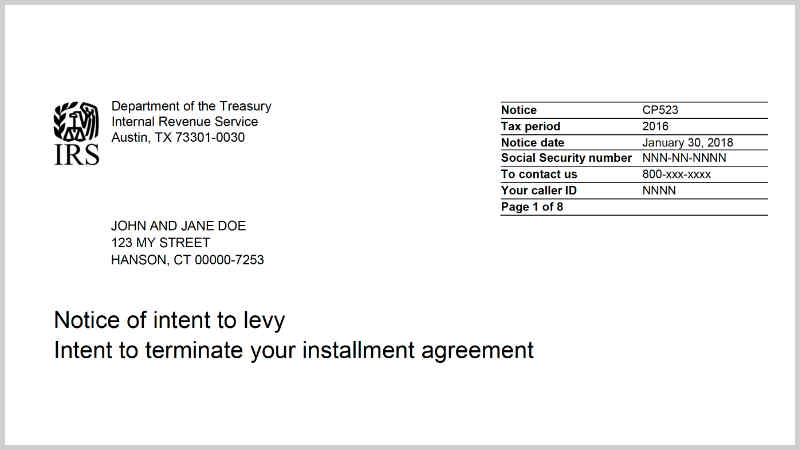 IRS
Department of the Treasury
Internal Revenue Service
Austin, TX 73301-0030
Notice CP523
Tax period 2016
Notice date January 30, 2018
Social Security number NNN-NN-NNNN
To contact us 800-xxx-xxxx
Your caller ID NNNN
Page 1 of 8
JOHN AND JANE DOE
123 MY STREET
HANSON, CT 00000-7253
Notice of intent to levy
Intent to terminate your installment agreement